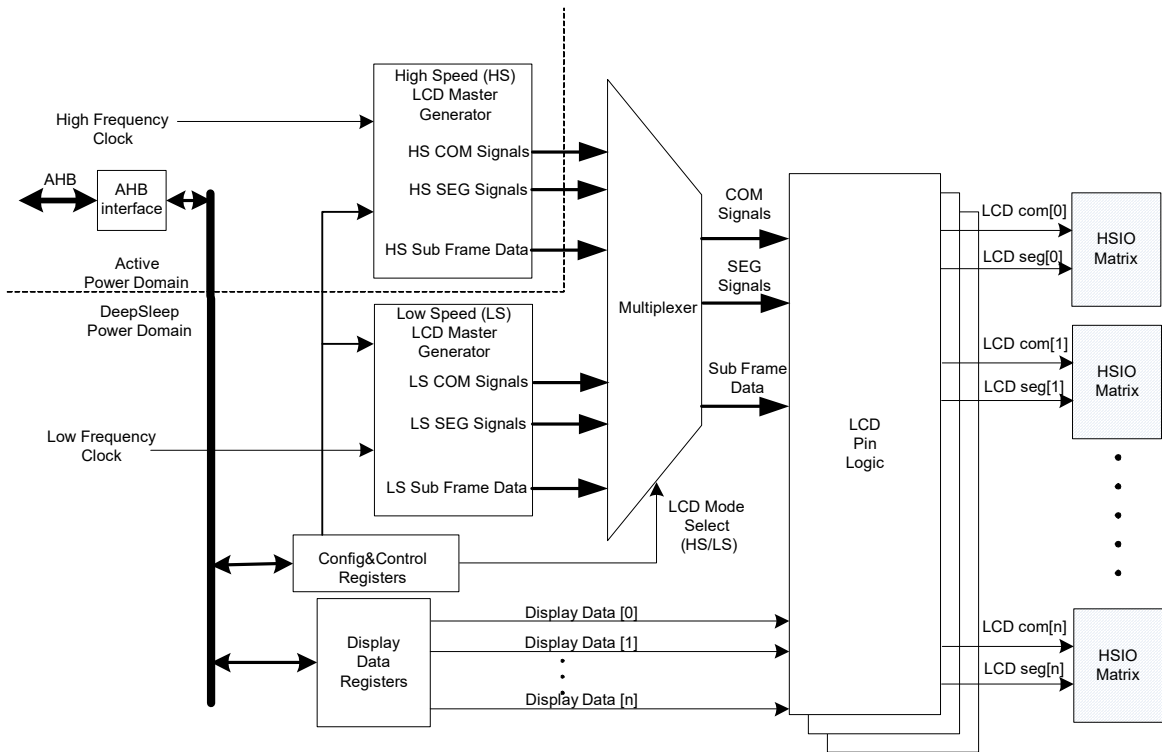 High Speed (HS)
LCD Master
Generator
High Frequency
Clock
HS COM Signals
AHB
AHB
interface
HS SEG Signals
HS Sub Frame Data
Active
Power Domain
DeepSleep
Power Domain
Low Speed (LS)
LCD Master
Generator
LS COM Signals
LS SEG Signals
Low Frequency
Clock
LS Sub Frame Data
Multiplexer
COM
Signals
SEG
Signals
Sub Frame
Data
LCD Mode
Select
(HS/LS)
Config&Control
Registers
Display
Data
Registers
Display Data [0]
Display Data [1]
Display Data [n]
LCD
Pin
Logic
LCD com[0]
LCD seg[0]
HSIO
Matrix
LCD com[1]
LCD seg[1]
HSIO
Matrix
LCD com[n]
LCD seg[n]
HSIO
Matrix